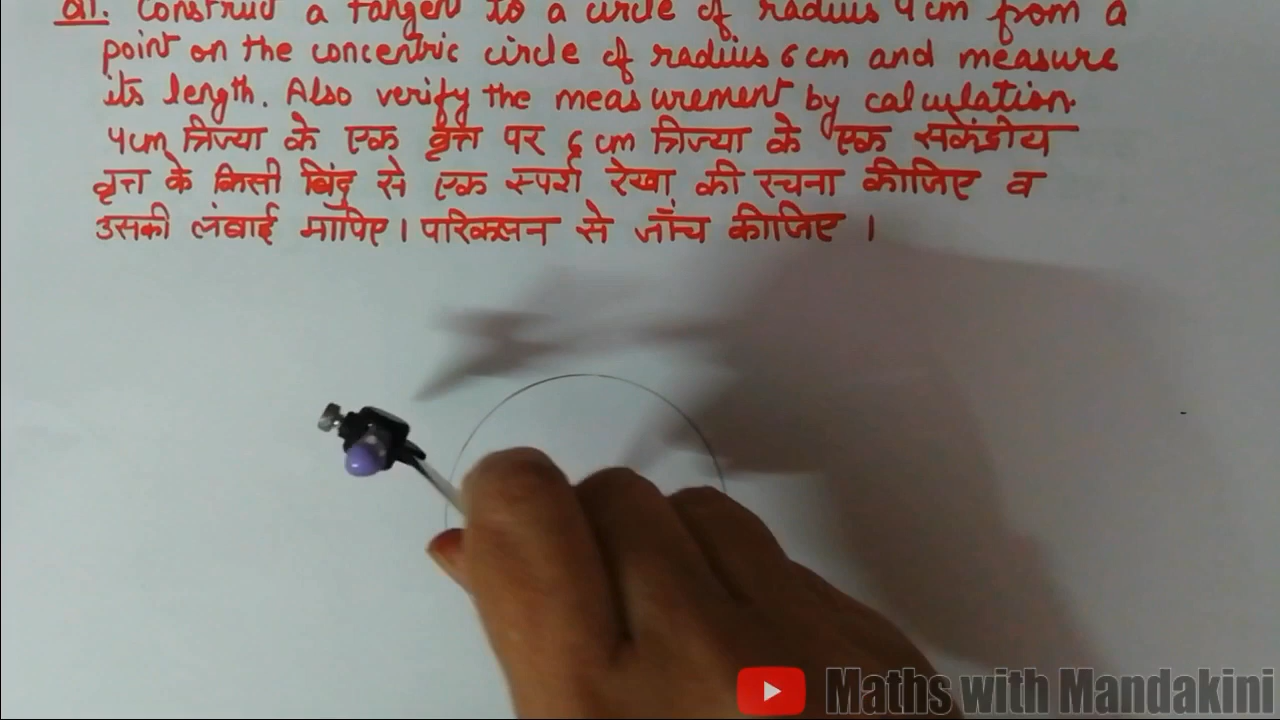 Q1. Construct a tangent to a circle of radius 4 cm from a
point on the concentric circle of radius 6 cm and measure
its length. Also verify the measurement by calculation.
4cm त्रिज्या के एक वृत्त पर 6 cm त्रिज्या के एक सकेंद्रीय
वृत्त के किसी बिंदु से एक स्पर्श रेखा की रचना कीजिए व
उसकी लंबाई मापिए । परिकलन से जाँच कीजिए ।
Maths with Mandakini